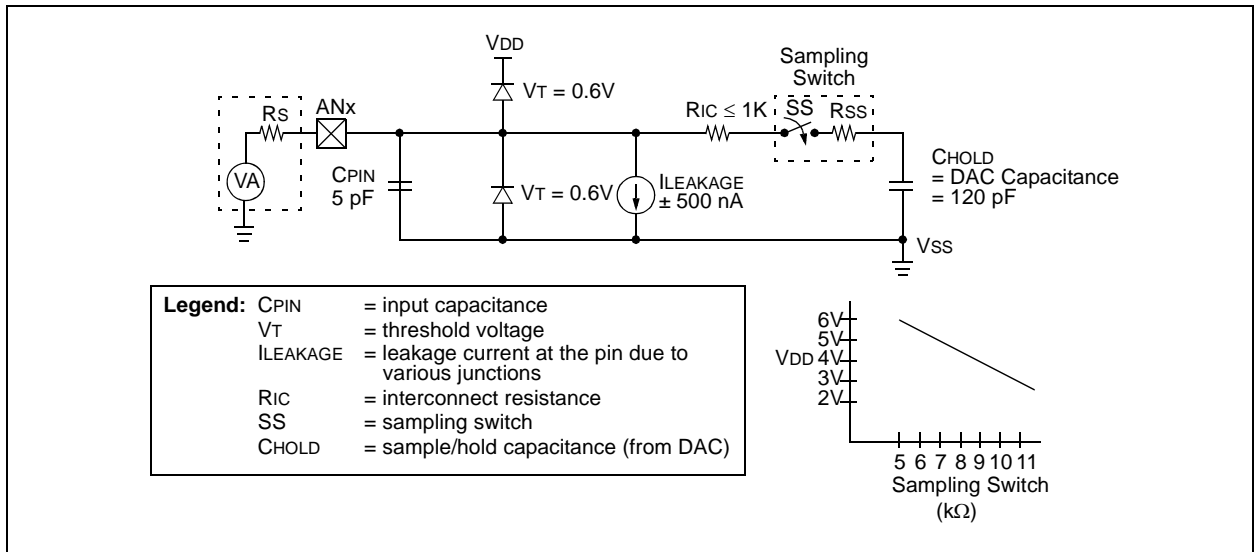 VDD
VT = 0.6V
Sampling
Switch
RS
ANx
RIC ≤ 1K
SS
RSS
VA
CPIN
5 pF
VT = 0.6V
ILEAKAGE
± 500 nA
CHOLD
= DAC Capacitance
= 120 pF
VSS
Legend: CPIN = input capacitance
VT = threshold voltage
ILEAKAGE = leakage current at the pin due to
various junctions
RIC = interconnect resistance
SS = sampling switch
CHOLD = sample/hold capacitance (from DAC)
6V
5V
VDD 4V
3V
2V
5 6 7 8 9 10 11
Sampling Switch
(kΩ)